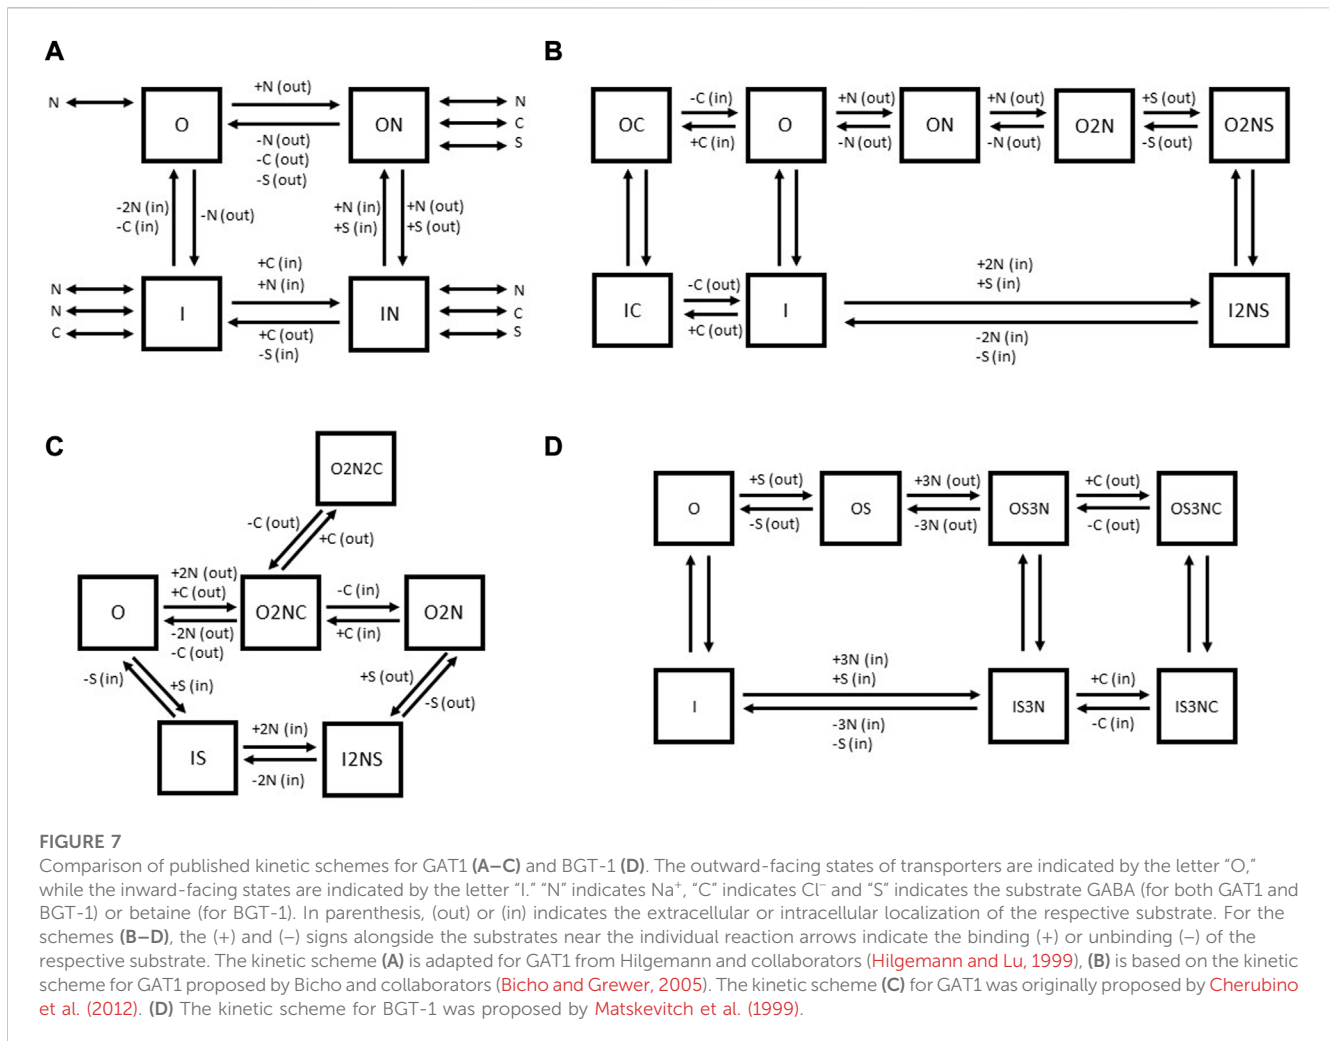 A
N
O
+N (out)
-N (out)
-C (out)
-S (out)
ON
N
C
S
-2N (in)
-C (in)
-N (out)
+N (in)
+S (in)
+N (out)
+S (out)
N
N
C
I
+C (in)
+N (in)
+C (out)
-S (in)
IN
N
C
S
B
OC
-C (in)
+C (in)
O
+N (out)
-N (out)
ON
+N (out)
-N (out)
O2N
+S (out)
-S (out)
O2NS
IC
-C (out)
+C (out)
I
+2N (in)
+S (in)
-2N (in)
-S (in)
I2NS
C
O2N2C
-C (out)
+C (out)
O
+2N (out)
+C (out)
-2N (out)
-C (out)
O2NC
-C (in)
+C (in)
O2N
-S (in)
+S (in)
+S (out)
-S (out)
IS
+2N (in)
-2N (in)
I2NS
D
O
+S (out)
-S (out)
OS
+3N (out)
-3N (out)
OS3N
+C (out)
-C (out)
OS3NC
I
+3N (in)
+S (in)
-3N (in)
-S (in)
IS3N
+C (in)
-C (in)
IS3NC
FIGURE 7
Comparison of published kinetic schemes for GAT1 (A–C) and BGT-1 (D). The outward-facing states of transporters are indicated by the letter “O,”
while the inward-facing states are indicated by the letter “I.” “N” indicates Na⁺, “C” indicates Cl⁻ and “S” indicates the substrate GABA (for both GAT1 and
BGT-1) or betaine (for BGT-1). In parenthesis, (out) or (in) indicates the extracellular or intracellular localization of the respective substrate. For the
schemes (B–D), the (+) and (–) signs alongside the substrates near the individual reaction arrows indicate the binding (+) or unbinding (–) of the
respective substrate. The kinetic scheme (A) is adapted for GAT1 from Hilgemann and collaborators (Hilgemann and Lu, 1999), (B) is based on the kinetic
scheme for GAT1 proposed by Bicho and collaborators (Bicho and Grewer, 2005). The kinetic scheme (C) for GAT1 was originally proposed by Cherubino
et al. (2012). (D) The kinetic scheme for BGT-1 was proposed by Matskevitch et al. (1999).